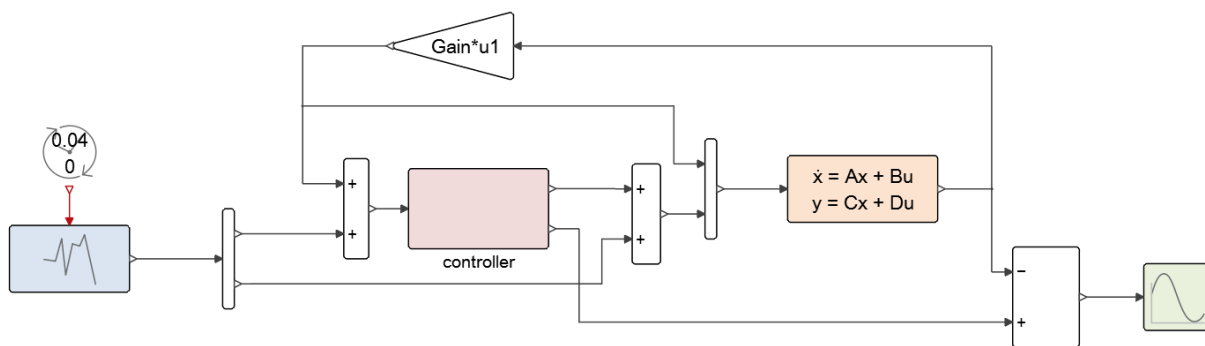 Gain*u1
0.04
0
+
+
controller
+
+
ẋ = Ax + Bu
y = Cx + Du
−
+